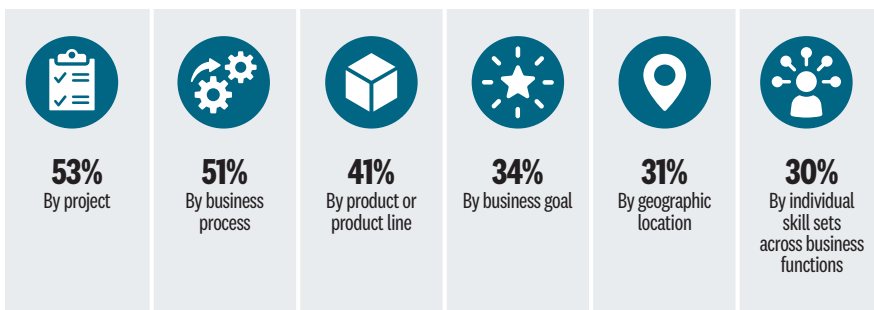 53%
By project
51%
By business
process
41%
By product or
product line
34%
By business goal
31%
By geographic
location
30%
By individual
skill sets
across business
functions